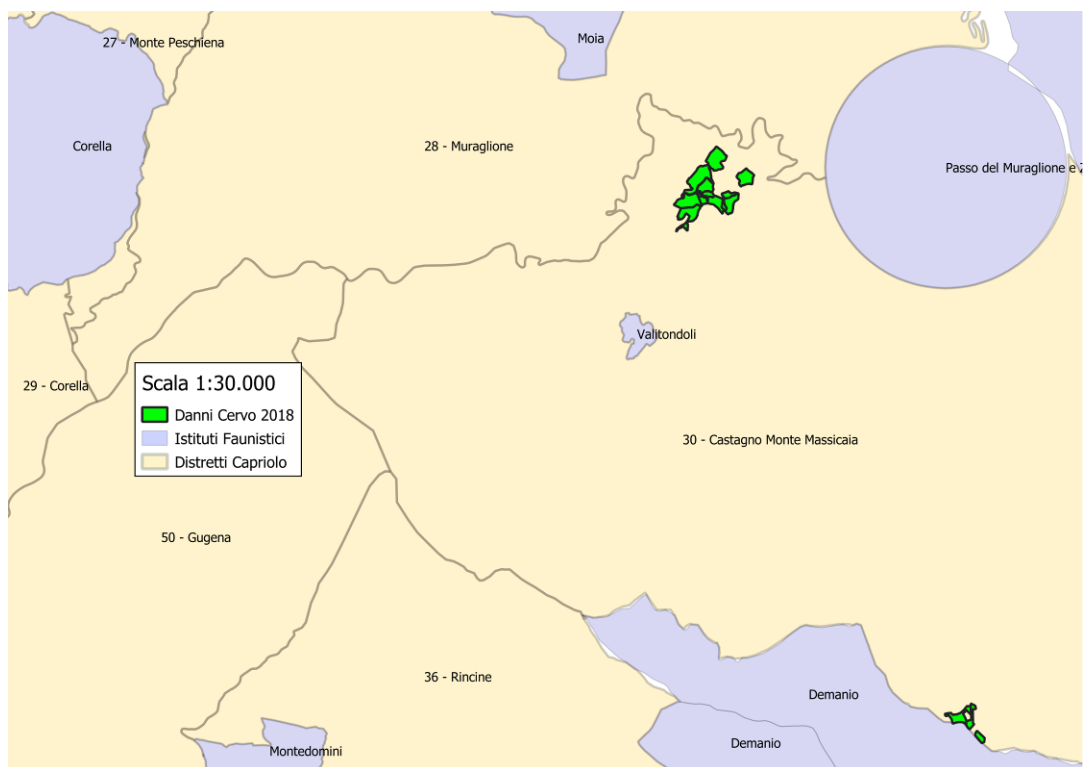 27 - Monte Peschiena
Moia
Corella
28 - Muraglione
Passo del Muraglione e
Valitondoli
29 - Corella
Scala 1:30.000
Danni Cervo 2018
Istituti Faunistici
Distretti Capriolo
30 - Castagno Monte Massicaia
50 - Gugena
36 - Rincine
Demanio
Montedomini
Demanio